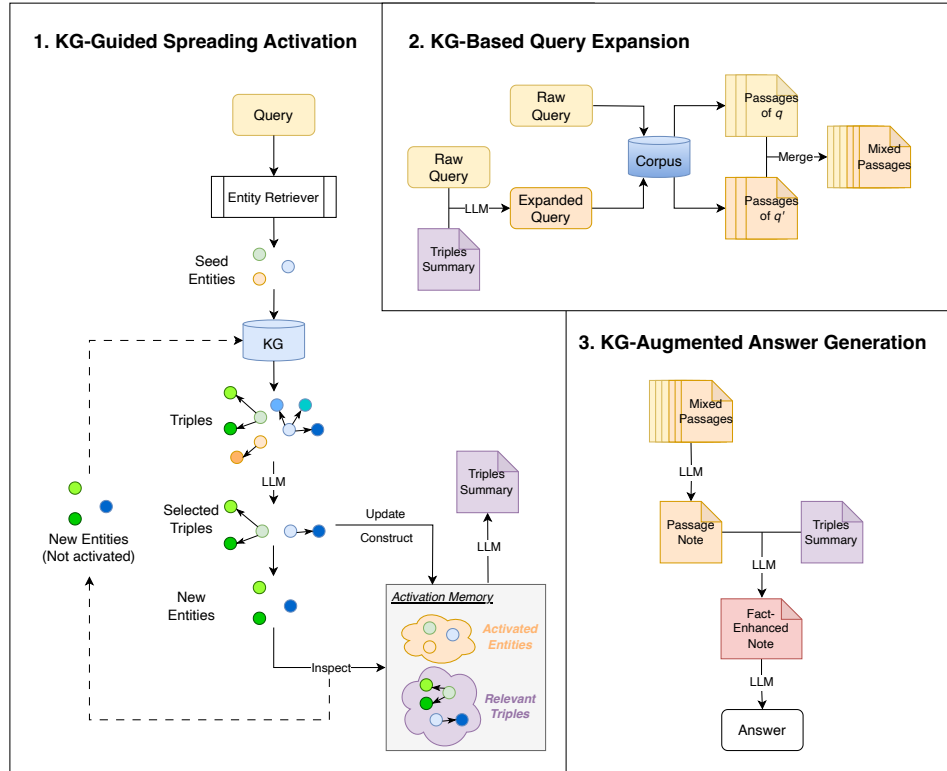 1. KG-Guided Spreading Activation
Query
Entity Retriever
Seed
Entities
KG
Triples
LLM
Selected
Triples
Update
Construct
New
Entities
Inspect
New Entities
(Not activated)
Triples
Summary
LLM
Activation Memory
Activated
Entities
Relevant
Triples
2. KG-Based Query Expansion
Raw
Query
Raw
Query
LLM
Triples
Summary
Expanded
Query
Corpus
Passages
of q
Passages
of q'
Merge
Mixed
Passages
3. KG-Augmented Answer Generation
Mixed
Passages
LLM
Passage
Note
Triples
Summary
LLM
Fact-
Enhanced
Note
LLM
Answer